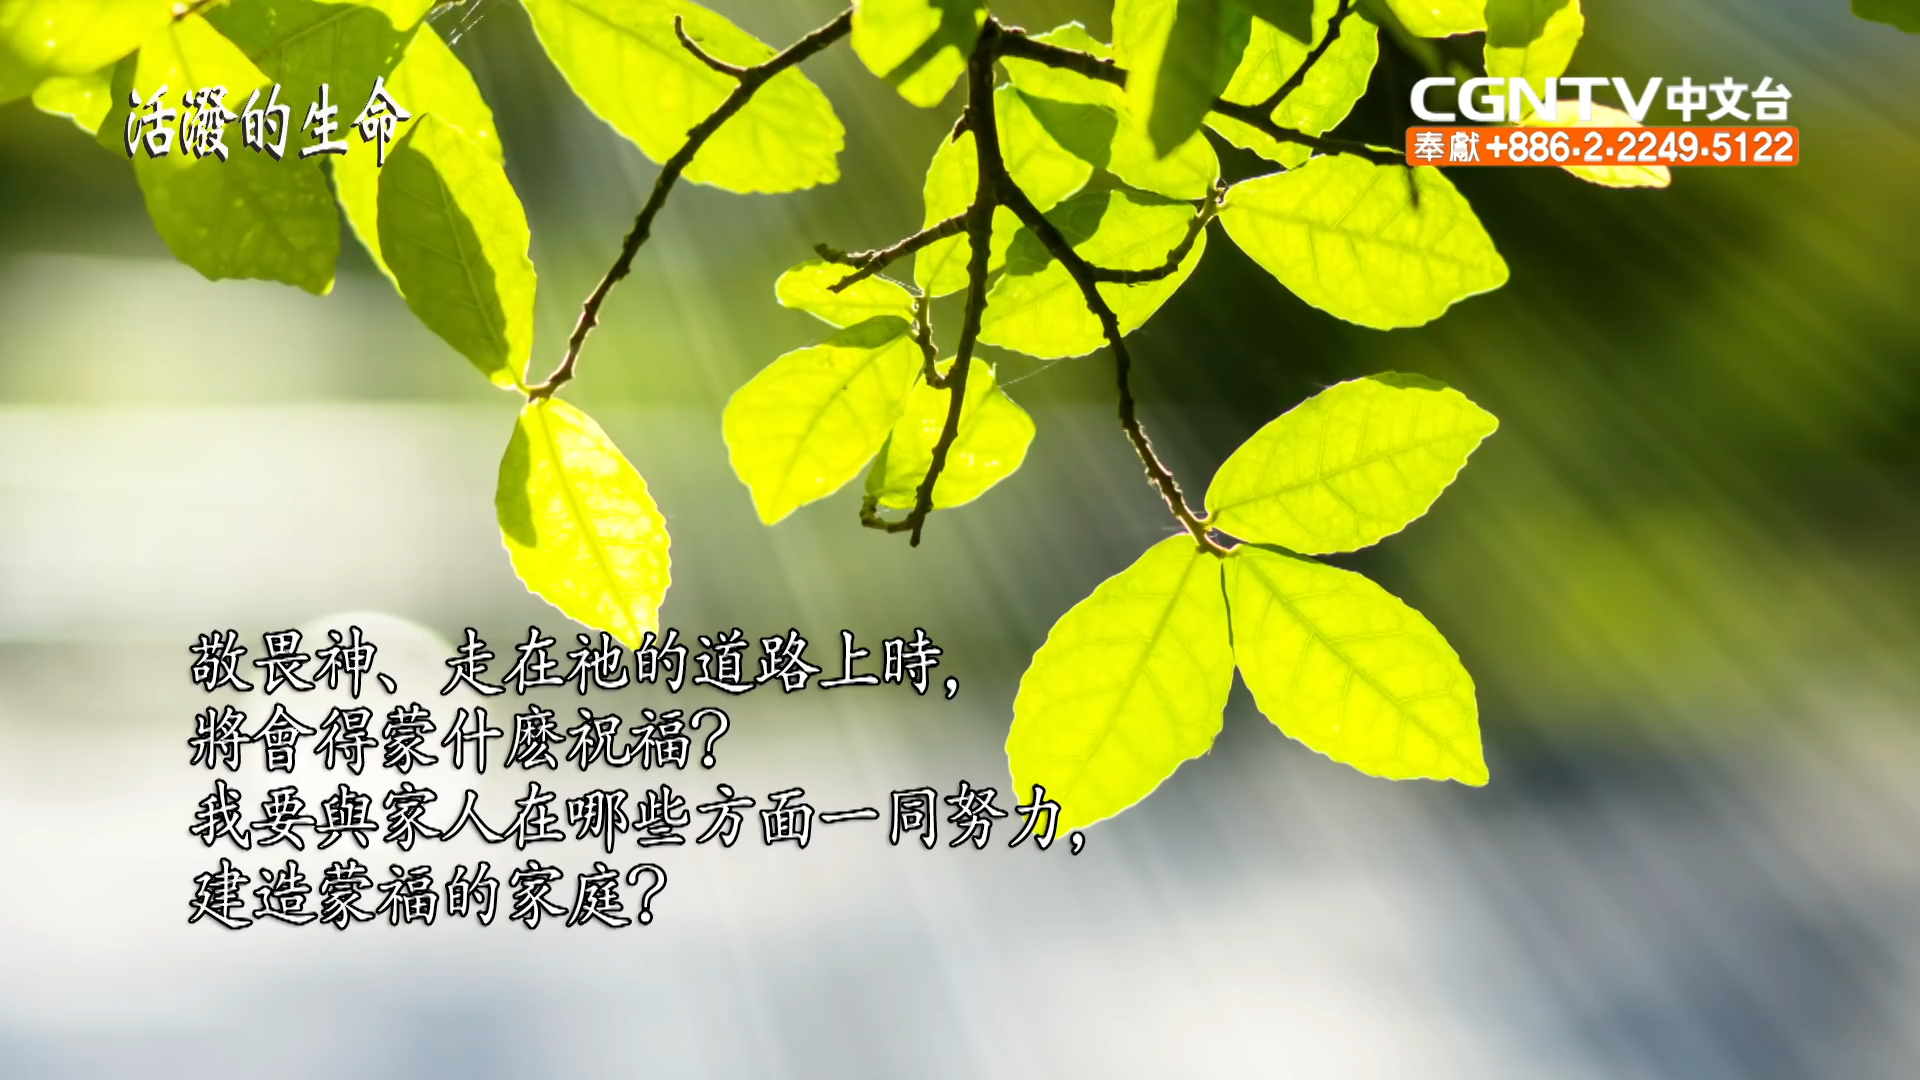 活潑的生命
CGNTV中文台
奉獻+886·2·2249·5122
敬畏神、走在祂的道路上時,
將會得蒙什麼祝福?
我要與家人在哪些方面一同努力,
建造蒙福的家庭?